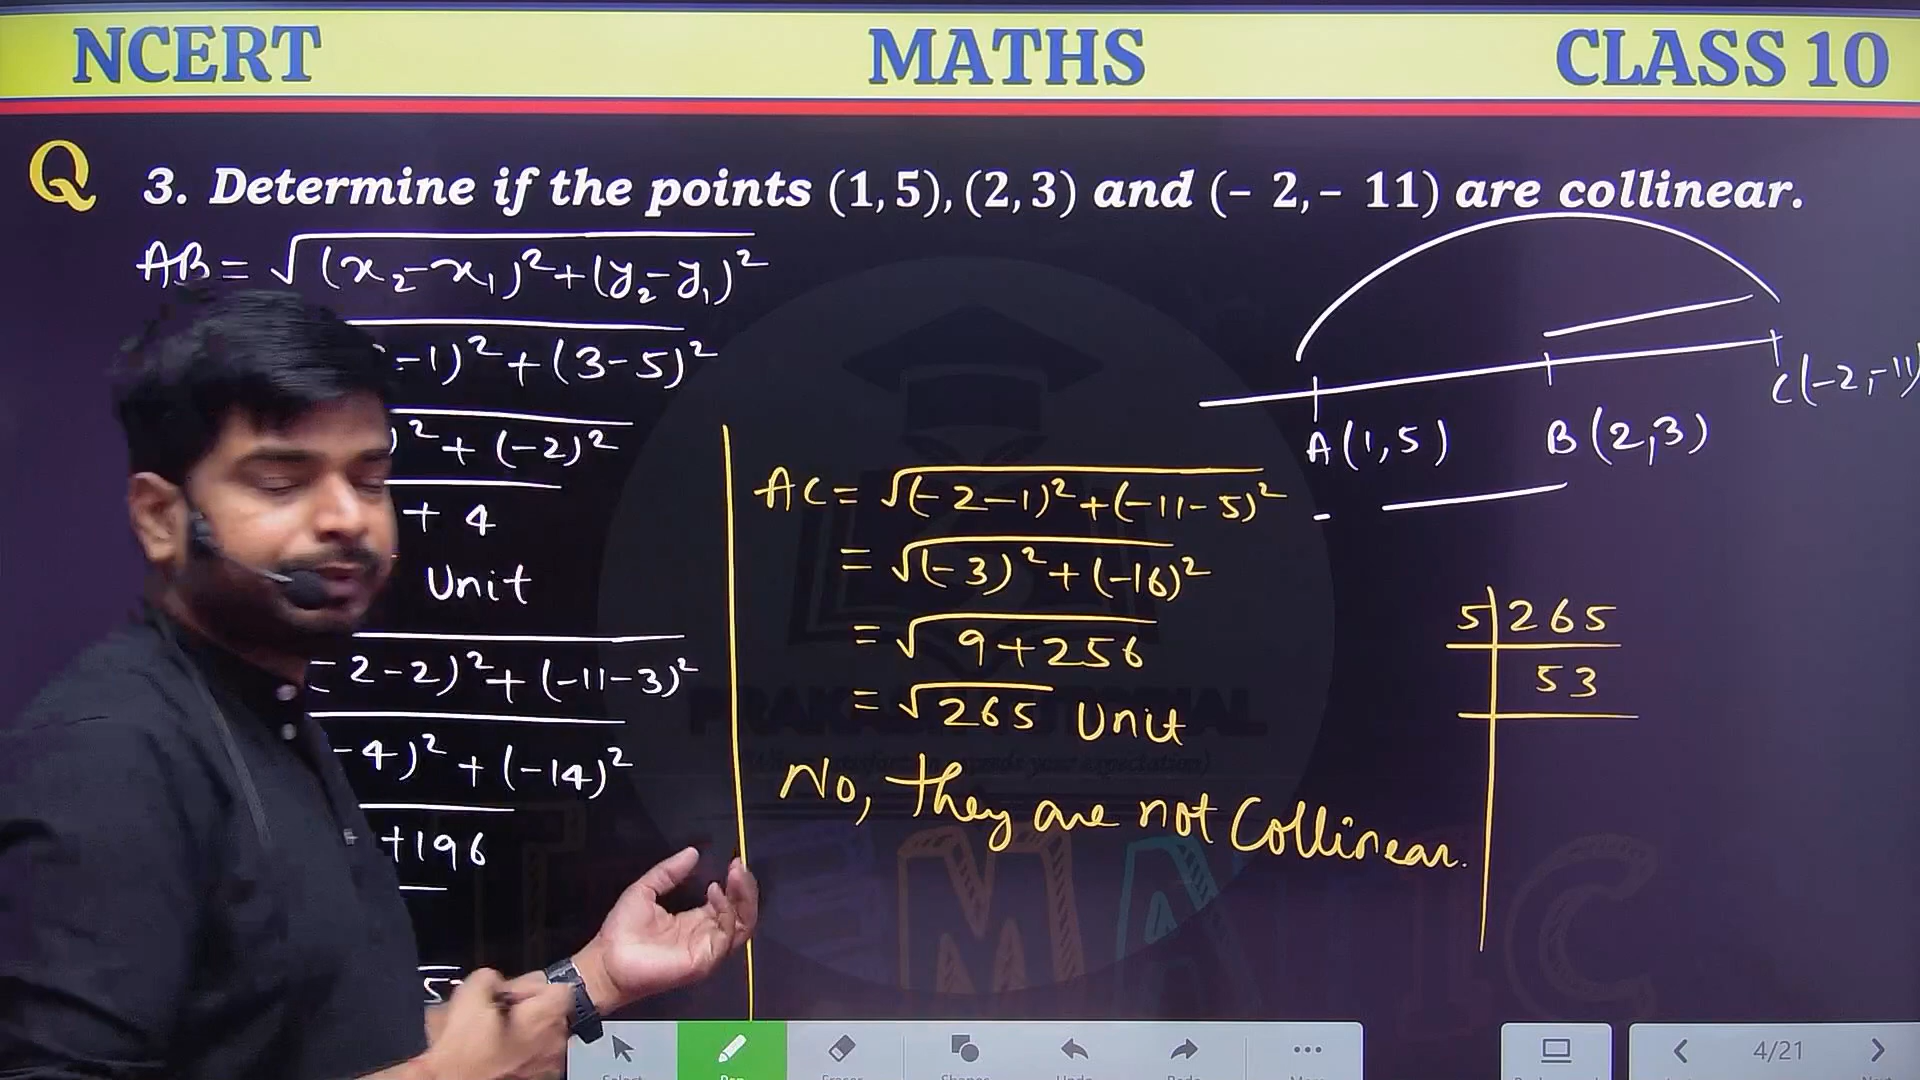 NCERT MATHS CLASS 10
Q 3. Determine if the points (1,5), (2,3) and (– 2,– 11) are collinear.
AB = √(x₂-x₁)²+(y₂-y₁)²
-1)²+(3-5)²
)²+(-2)²
+ 4
Unit
-2-2)²+(-11-3)²
-4)²+(-14)²
+196
AC = √(-2-1)²+(-11-5)²
= √(-3)²+(-16)²
= √9+256
= √265 Unit
No, they are not Collinear.
A(1,5) B(2,3) C(-2,-11)
5 265
53
PRAKASH TUTORIAL
4/21